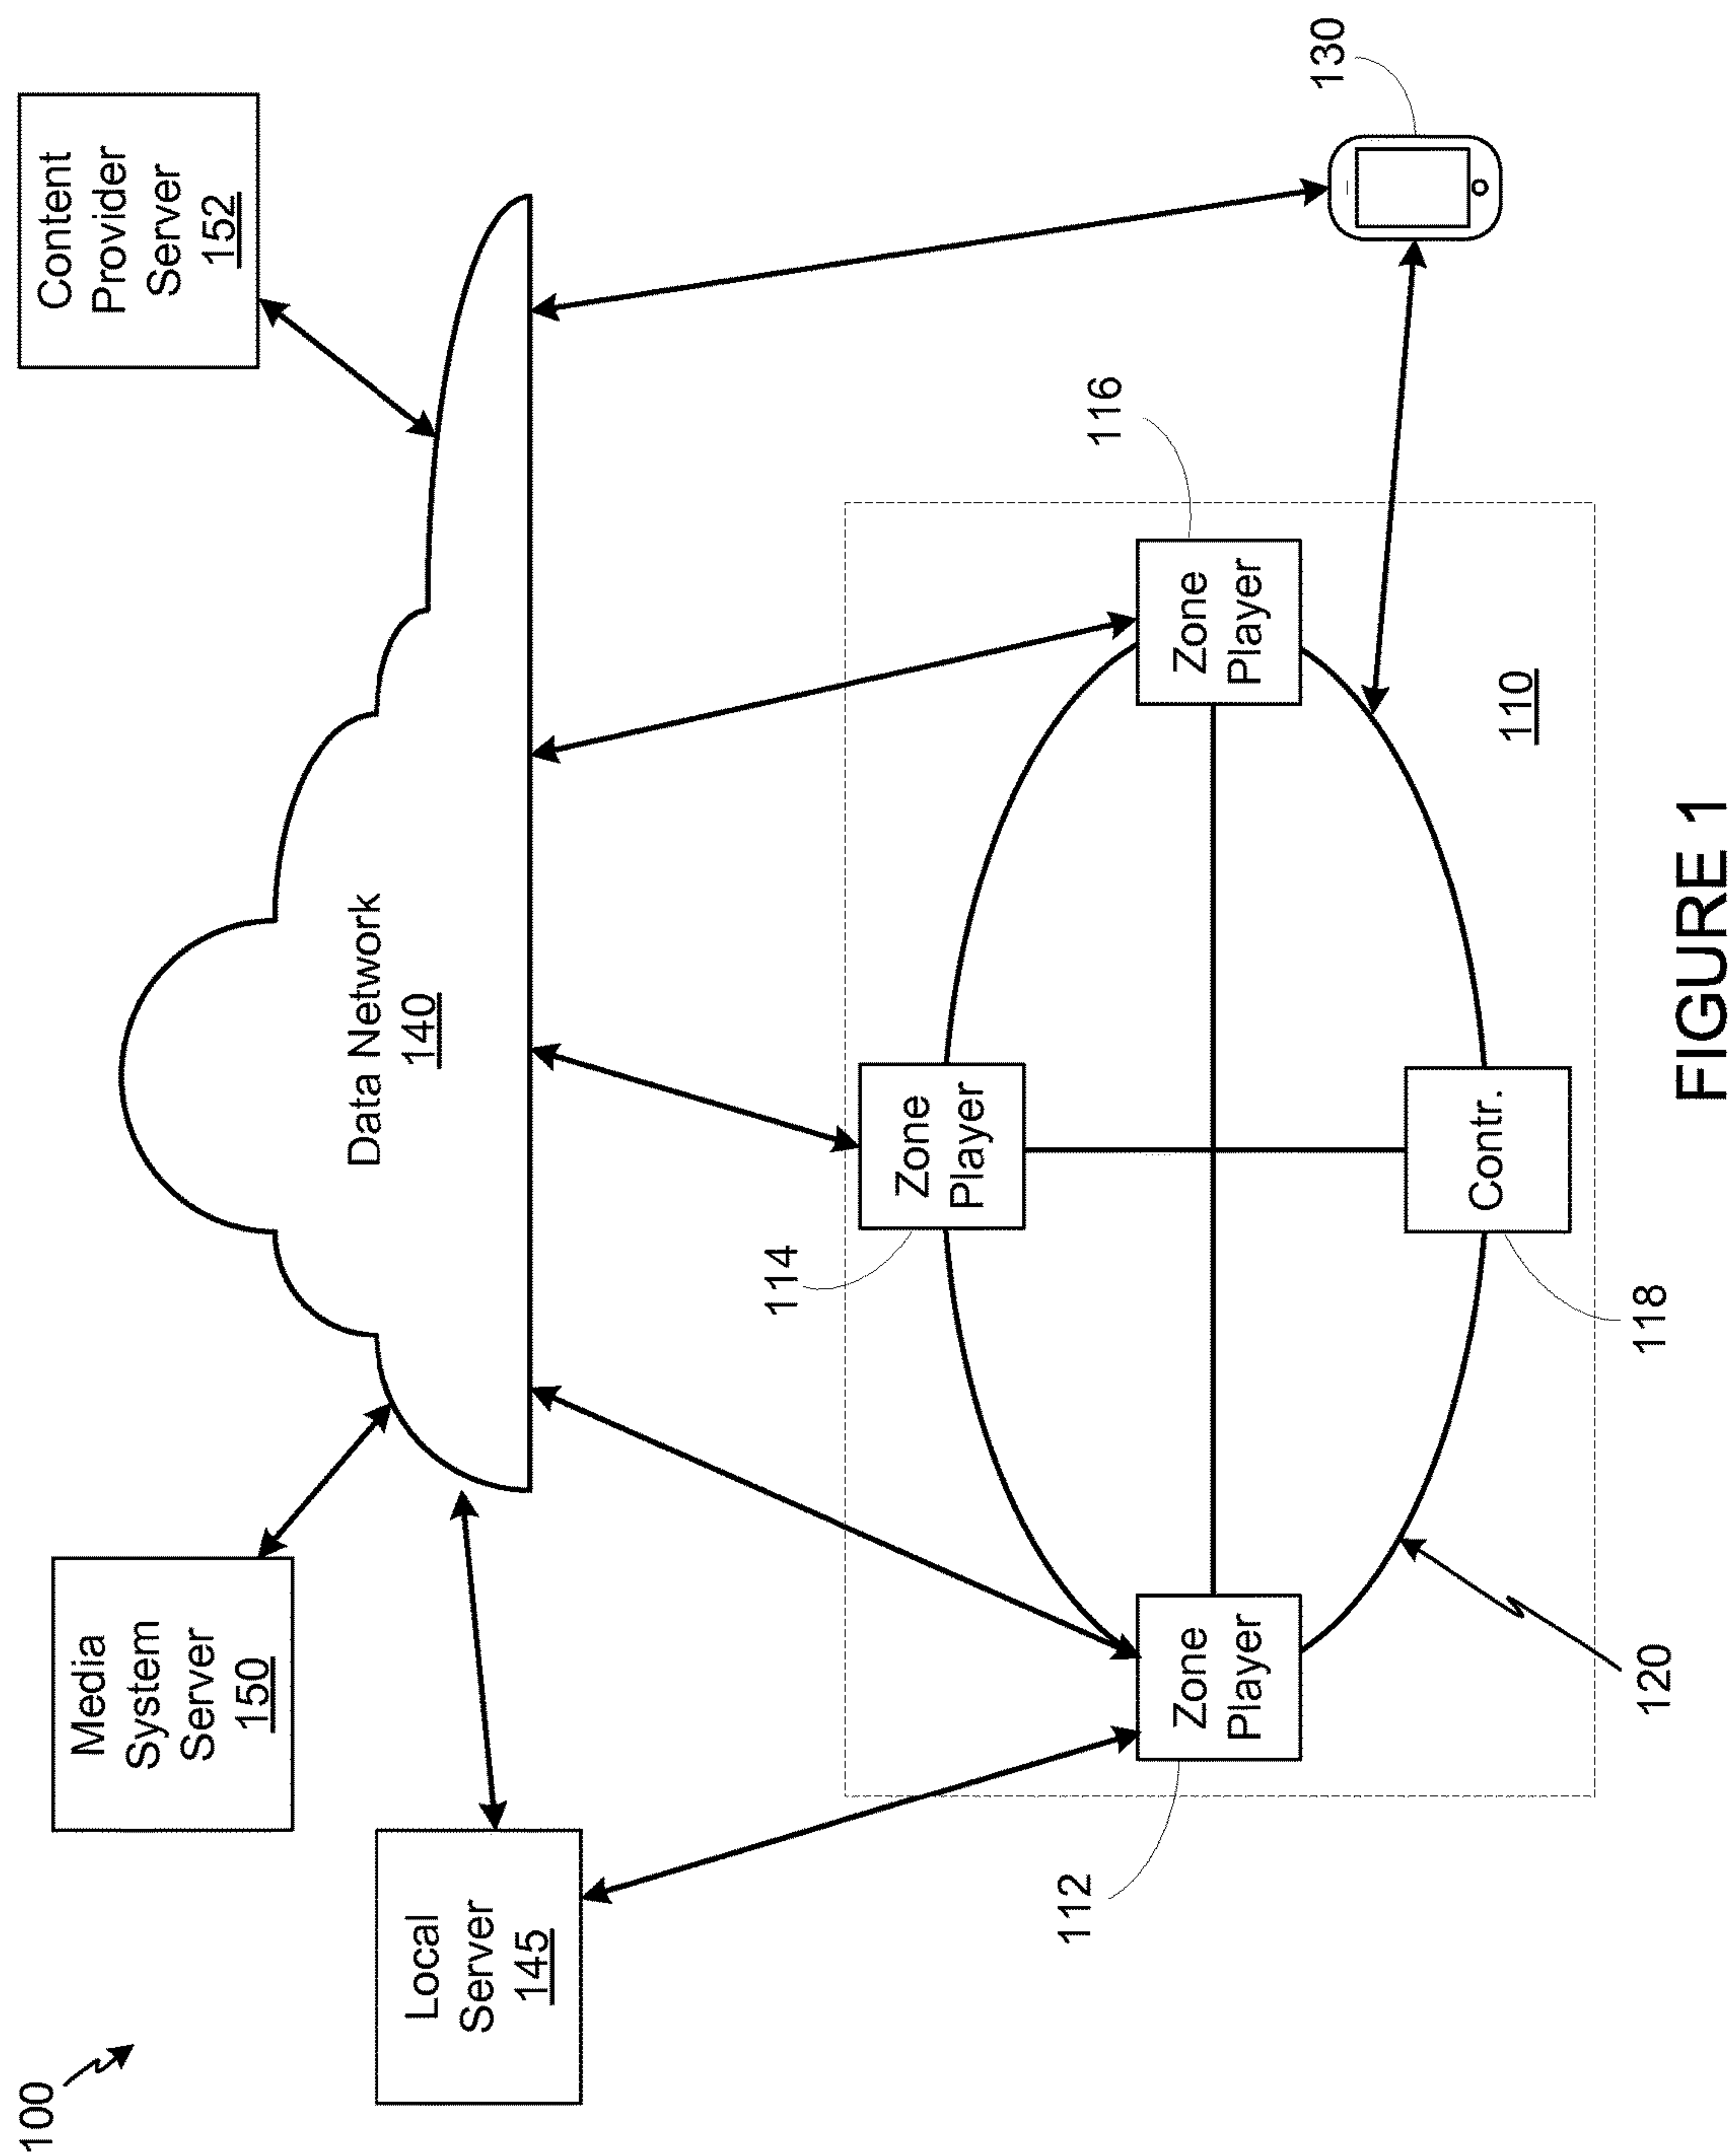 100
Media
System
Server
150
Content
Provider
Server
152
Local
Server
145
Data Network
140
114
Zone
Player
112
Zone
Player
116
Zone
Player
130
120
118
Contr.
110
FIGURE 1